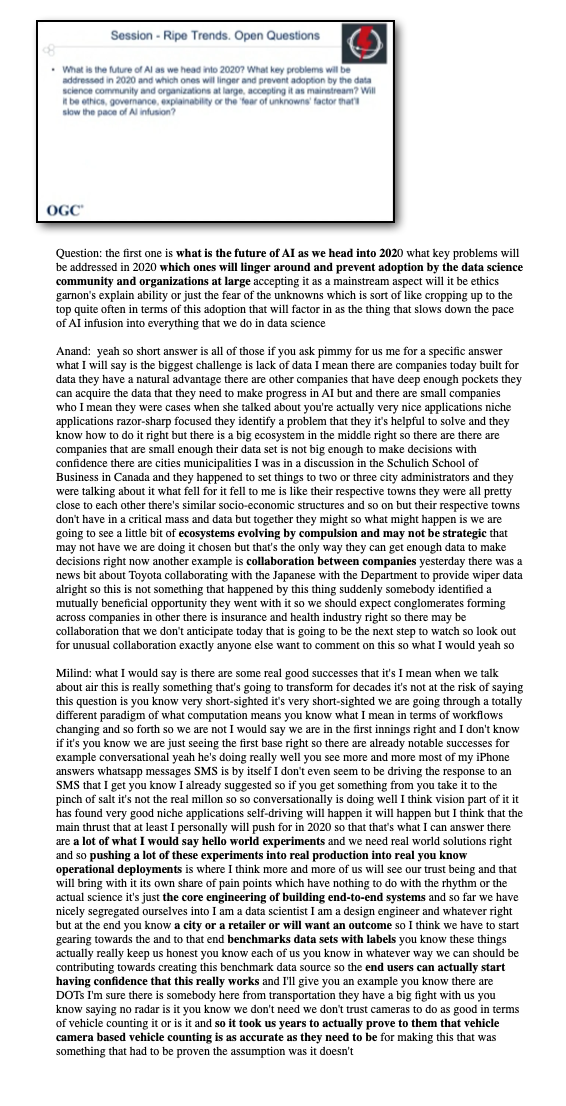 Session - Ripe Trends. Open Questions
• What is the future of AI as we head into 2020? What key problems will be
addressed in 2020 and which ones will linger and prevent adoption by the data
science community and organizations at large, accepting it as mainstream? Will
it be ethics, governance, explainability or the 'fear of unknowns' factor that'll
slow the pace of AI infusion?
OGC
Question: the first one is what is the future of AI as we head into 2020 what key problems will
be addressed in 2020 which ones will linger around and prevent adoption by the data science
community and organizations at large accepting it as a mainstream aspect will it be ethics
garnon's explain ability or just the fear of the unknowns which is sort of like cropping up to the
top quite often in terms of this adoption that will factor in as the thing that slows down the pace
of AI infusion into everything that we do in data science
Anand: yeah so short answer is all of those if you ask pimmy for us me for a specific answer
what I will say is the biggest challenge is lack of data I mean there are companies today built for
data they have a natural advantage there are other companies that have deep enough pockets they
can acquire the data that they need to make progress in AI but and there are small companies
who I mean they were cases when she talked about you're actually very nice applications niche
applications razor-sharp focused they identify a problem that they it's helpful to solve and they
know how to do it right but there is a big ecosystem in the middle right so there are there are
companies that are small enough their data set is not big enough to make decisions with
confidence there are cities municipalities I was in a discussion in the Schulich School of
Business in Canada and they happened to set things to two or three city administrators and they
were talking about it what fell for it fell to me is like their respective towns they were all pretty
close to each other there's similar socio-economic structures and so on but their respective towns
don't have in a critical mass and data but together they might so what might happen is we are
going to see a little bit of ecosystems evolving by compulsion and may not be strategic that
may not have we are doing it chosen but that's the only way they can get enough data to make
decisions right now another example is collaboration between companies yesterday there was a
news bit about Toyota collaborating with the Japanese with the Department to provide wiper data
alright so this is not something that happened by this thing suddenly somebody identified a
mutually beneficial opportunity they went with it so we should expect conglomerates forming
across companies in other there is insurance and health industry right so there may be
collaboration that we don't anticipate today that is going to be the next step to watch so look out
for unusual collaboration exactly anyone else want to comment on this so what I would yeah so
Milind: what I would say is there are some real good successes that it's I mean when we talk
about air this is really something that's going to transform for decades it's not at the risk of saying
this question is you know very short-sighted it's very short-sighted we are going through a totally
different paradigm of what computation means you know what I mean in terms of workflows
changing and so forth so we are not I would say we are in the first innings right and I don't know
if it's you know we are just seeing the first base right so there are already notable successes for
example conversational yeah he's doing really well you see more and more most of my iPhone
answers whatsapp messages SMS is by itself I don't even seem to be driving the response to an
SMS that I get you know I already suggested so if you get something from you take it to the
pinch of salt it's not the real millon so so conversationally is doing well I think vision part of it it
has found very good niche applications self-driving will happen it will happen but I think that the
main thrust that at least I personally will push for in 2020 so that that's what I can answer there
are a lot of what I would say hello world experiments and we need real world solutions right
and so pushing a lot of these experiments into real production into real you know
operational deployments is where I think more and more of us will see our trust being and that
will bring with it its own share of pain points which have nothing to do with the rhythm or the
actual science it's just the core engineering of building end-to-end systems and so far we have
nicely segregated ourselves into I am a data scientist I am a design engineer and whatever right
but at the end you know a city or a retailer or will want an outcome so I think we have to start
gearing towards the and to that end benchmarks data sets with labels you know these things
actually really keep us honest you know each of us you know in whatever way we can should be
contributing towards creating this benchmark data source so the end users can actually start
having confidence that this really works and I'll give you an example you know there are
DOTs I'm sure there is somebody here from transportation they have a big fight with us you
know saying no radar is it you know we don't need we don't trust cameras to do as good in terms
of vehicle counting it or is it and so it took us years to actually prove to them that vehicle
camera based vehicle counting is as accurate as they need to be for making this that was
something that had to be proven the assumption was it doesn't